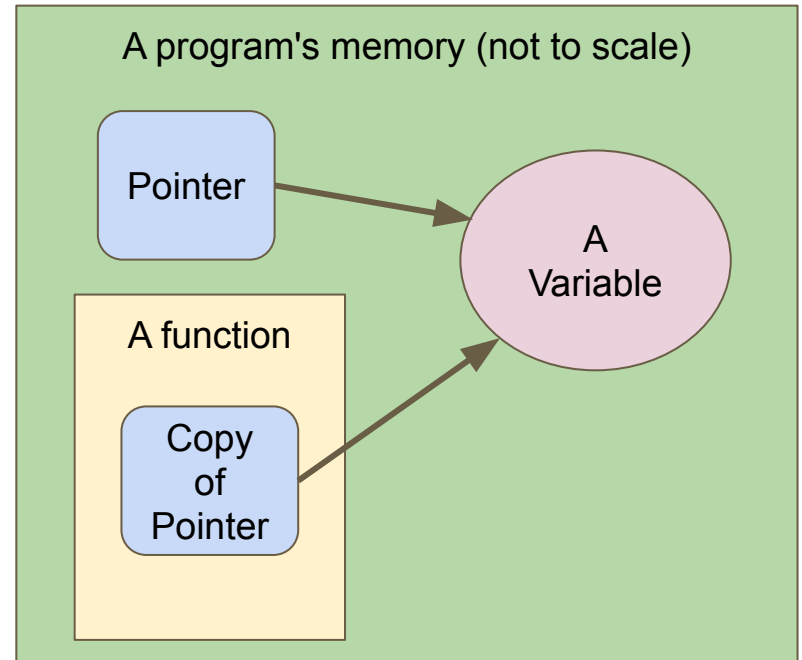 A program's memory (not to scale)
Pointer
A
Variable
A function
Copy
of
Pointer